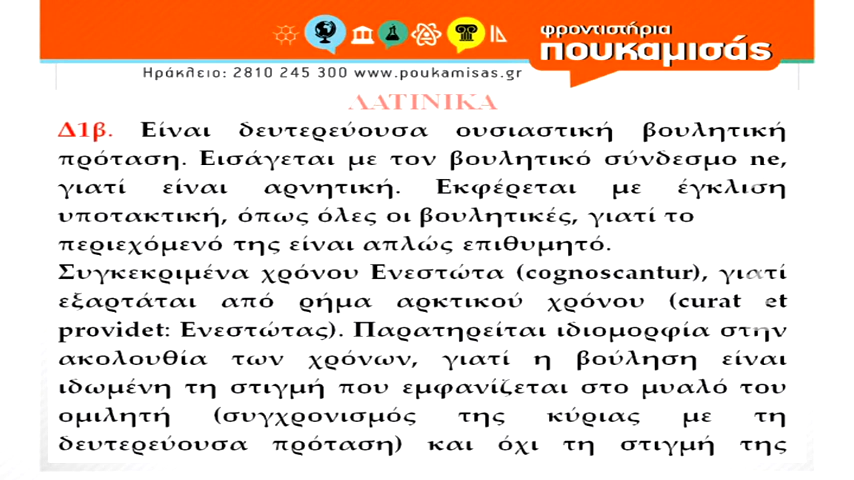 φροντιστήρια
πουκαμισάς
Ηράκλειο: 2810 245 300 www.poukamisas.gr
ΛΑΤΙΝΙΚΑ
Δ1β. Είναι δευτερεύουσα ουσιαστική βουλητική
πρόταση. Εισάγεται με τον βουλητικό σύνδεσμο ne,
γιατί είναι αρνητική. Εκφέρεται με έγκλιση
υποτακτική, όπως όλες οι βουλητικές, γιατί το
περιεχόμενό της είναι απλώς επιθυμητό.
Συγκεκριμένα χρόνου Ενεστώτα (cognoscantur), γιατί
εξαρτάται από ρήμα αρκτικού χρόνου (curat et
providet: Ενεστώτας). Παρατηρείται ιδιομορφία στην
ακολουθία των χρόνων, γιατί η βούληση είναι
ιδωμένη τη στιγμή που εμφανίζεται στο μυαλό του
ομιλητή (συγχρονισμός της κύριας με τη
δευτερεύουσα πρόταση) και όχι τη στιγμή της